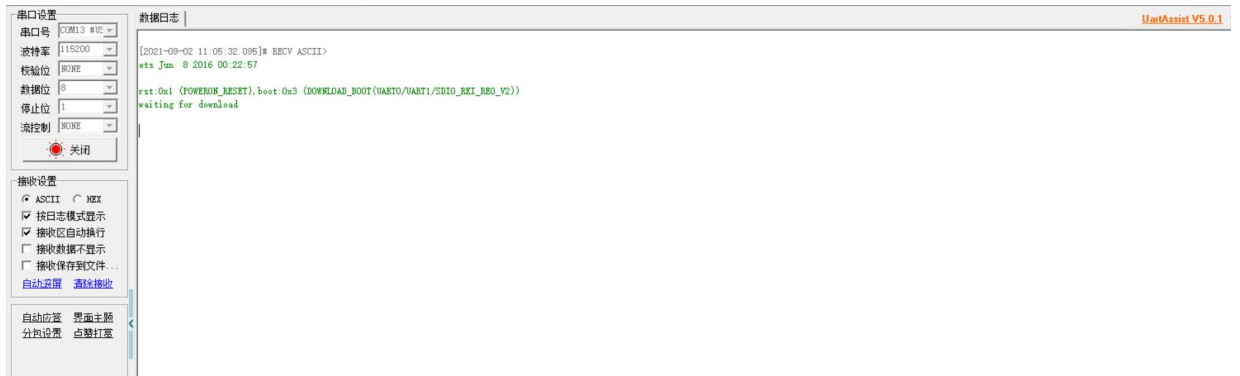 串口设置
串口号 COM13 #US
波特率 115200
校验位 NONE
数据位 8
停止位 1
流控制 NONE
关闭
接收设置
ASCII HEX
按日志模式显示
接收区自动换行
接收数据不显示
接收保存到文件...
自动滚屏 清除接收
自动应答 界面主题
分包设置 点赞打赏
数据日志
UartAssist V5.0.1
[2021-09-02 11:05:32.095]# RECV ASCII>
ets Jun 8 2016 00:22:57
rst:0x1 (POWERON_RESET),boot:0x3 (DOWNLOAD_BOOT(UART0/UART1/SDIO_REI_REO_V2))
waiting for download